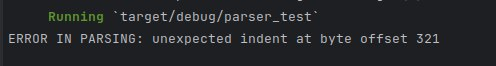 Running `target/debug/parser_test`
ERROR IN PARSING: unexpected indent at byte offset 321